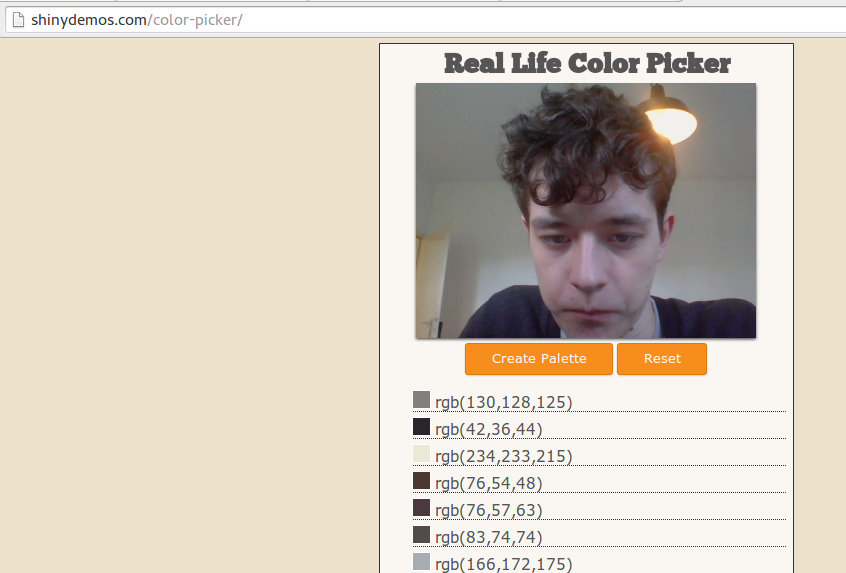 shinydemos.com/color-picker/
Real Life Color Picker
Create Palette Reset
rgb(130,128,125)
rgb(42,36,44)
rgb(234,233,215)
rgb(76,54,48)
rgb(76,57,63)
rgb(83,74,74)
rgb(166,172,175)